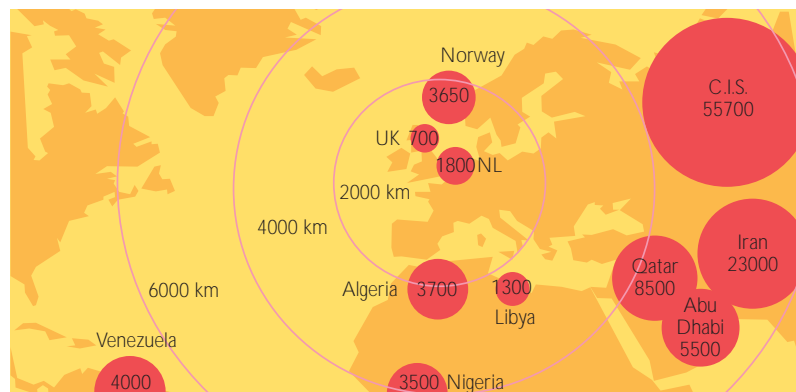 Norway
3650
C.I.S.
55700
UK 700
1800 NL
2000 km
4000 km
6000 km
Algeria 3700
1300
Libya
Qatar
8500
Iran
23000
Abu
Dhabi
5500
Venezuela
4000
3500 Nigeria